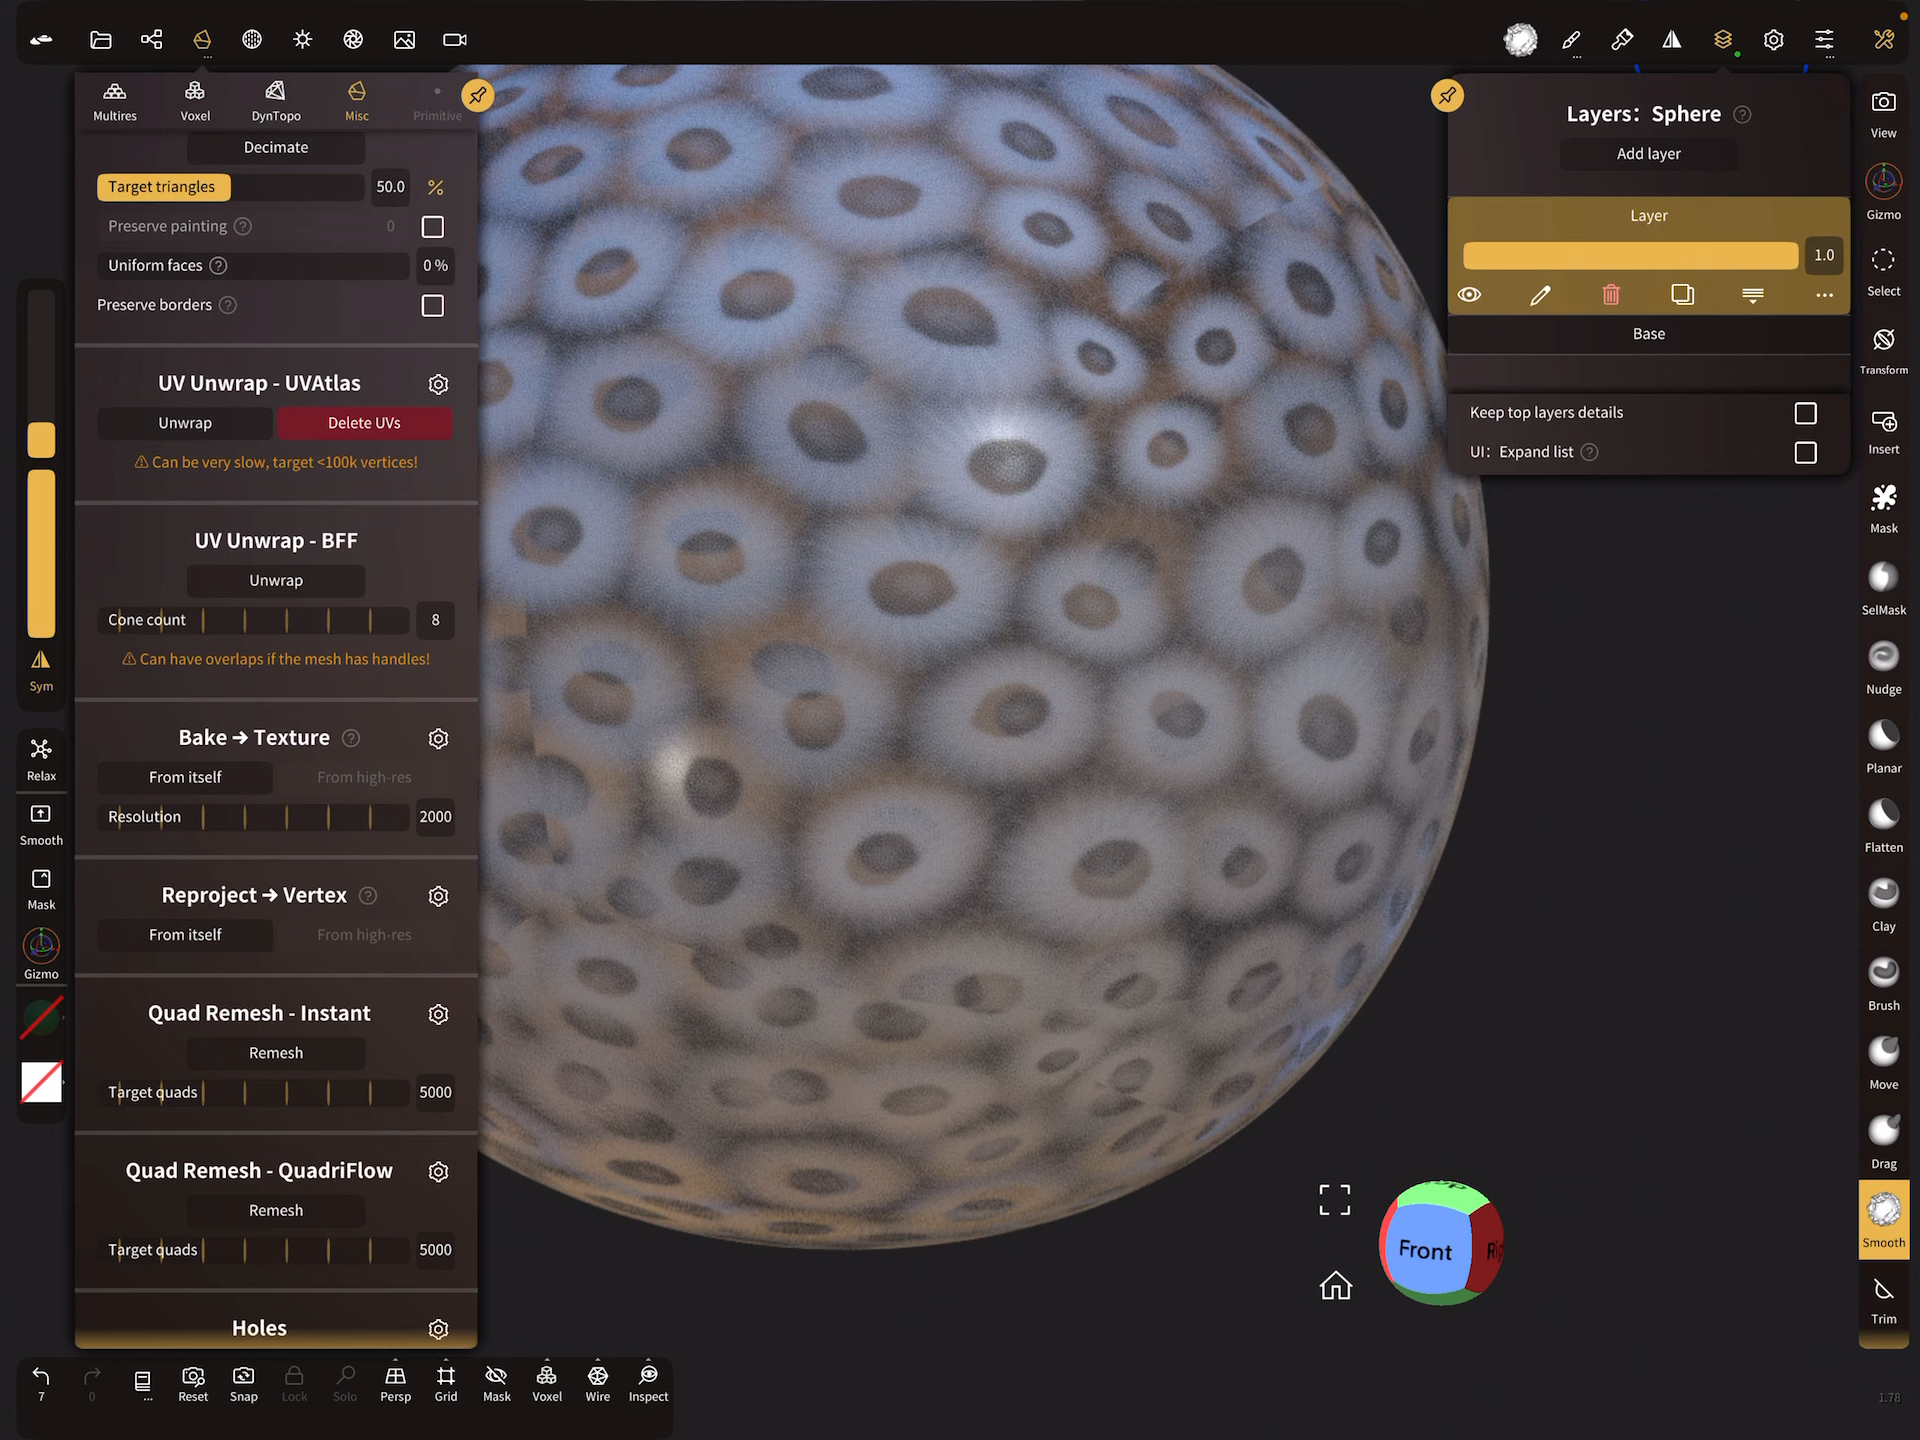 Multires
Voxel
DynTopo
Misc
Primitive
Decimate
Target triangles
50.0
%
Preserve painting ?
0
Uniform faces ?
0 %
Preserve borders ?
UV Unwrap - UVAtlas
Unwrap
Delete UVs
Can be very slow, target <100k vertices!
UV Unwrap - BFF
Unwrap
Cone count
8
Can have overlaps if the mesh has handles!
Bake → Texture ?
From itself
From high-res
Resolution
2000
Reproject → Vertex ?
From itself
From high-res
Quad Remesh - Instant
Remesh
Target quads
5000
Quad Remesh - QuadriFlow
Remesh
Target quads
5000
Holes
Sym
Relax
Smooth
Mask
Gizmo
7
0
...
Reset
Snap
Lock
Solo
Persp
Grid
Mask
Voxel
Wire
Inspect
Layers: Sphere ?
Add layer
Layer
1.0
Base
Keep top layers details
UI: Expand list ?
View
Gizmo
Select
Transform
Insert
Mask
SelMask
Nudge
Planar
Flatten
Clay
Brush
Move
Drag
Smooth
Trim
Top
Front
Rig
1.78